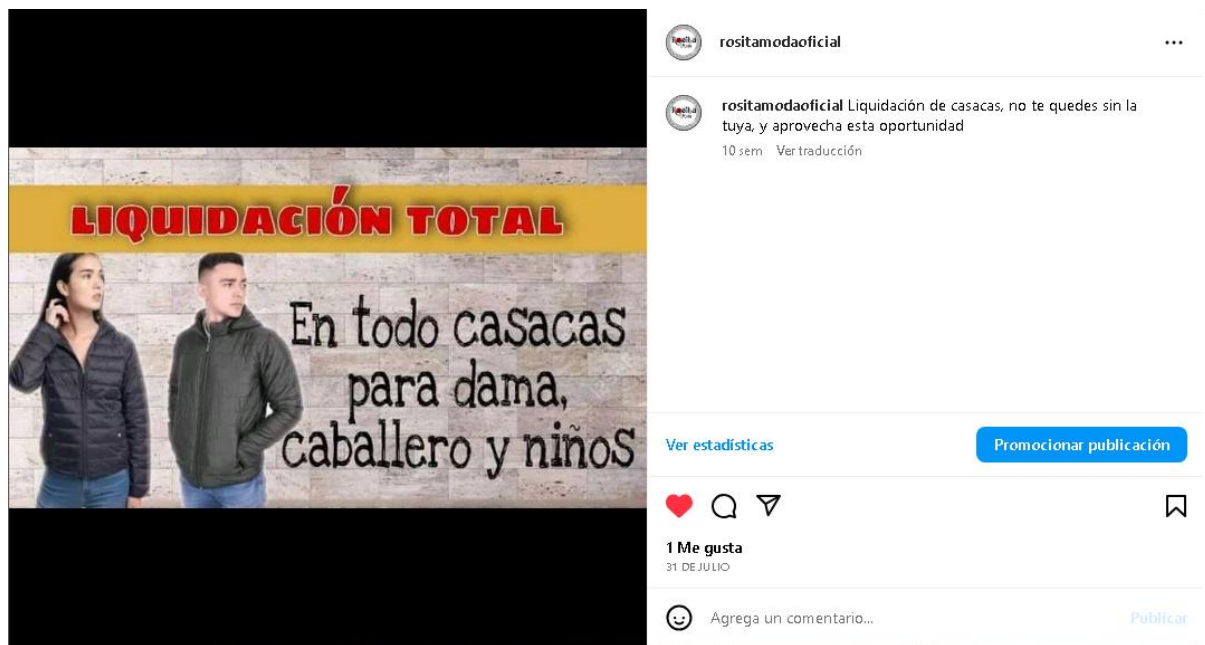 rositamodaoficial
rositamodaoficial Liquidación de casacas, no te quedes sin la
tuya, y aprovecha esta oportunidad
10 sem Ver traducción
LIQUIDACIÓN TOTAL
En todo casacas
para dama,
caballero y niños
Ver estadísticas
Promocionar publicación
1 Me gusta
31 DE JULIO
Agrega un comentario...
Publicar